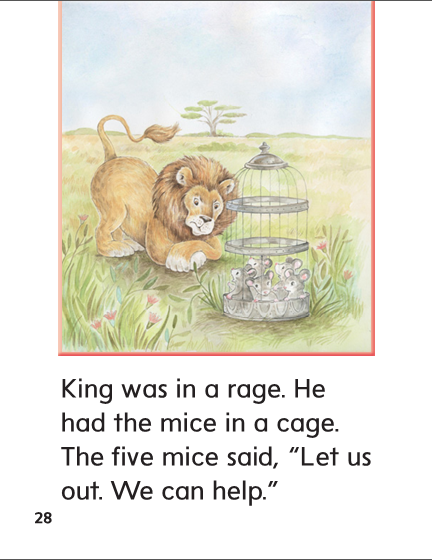 King was in a rage. He
had the mice in a cage.
The five mice said, “Let us
out. We can help.”
28